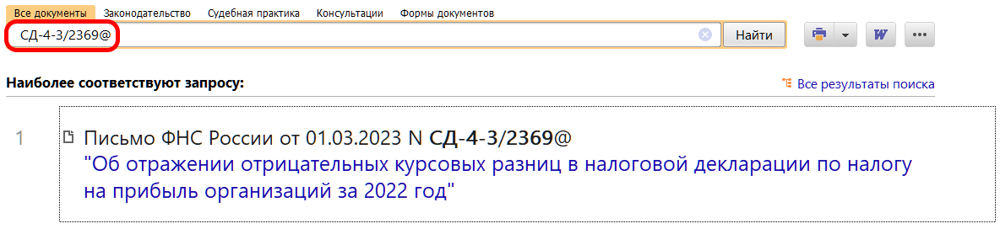 Все документы Законодательство Судебная практика Консультации Формы документов
СД-4-3/2369@ Найти W
Наиболее соответствуют запросу: Все результаты поиска
1 Письмо ФНС России от 01.03.2023 N СД-4-3/2369@
"Об отражении отрицательных курсовых разниц в налоговой декларации по налогу
на прибыль организаций за 2022 год"